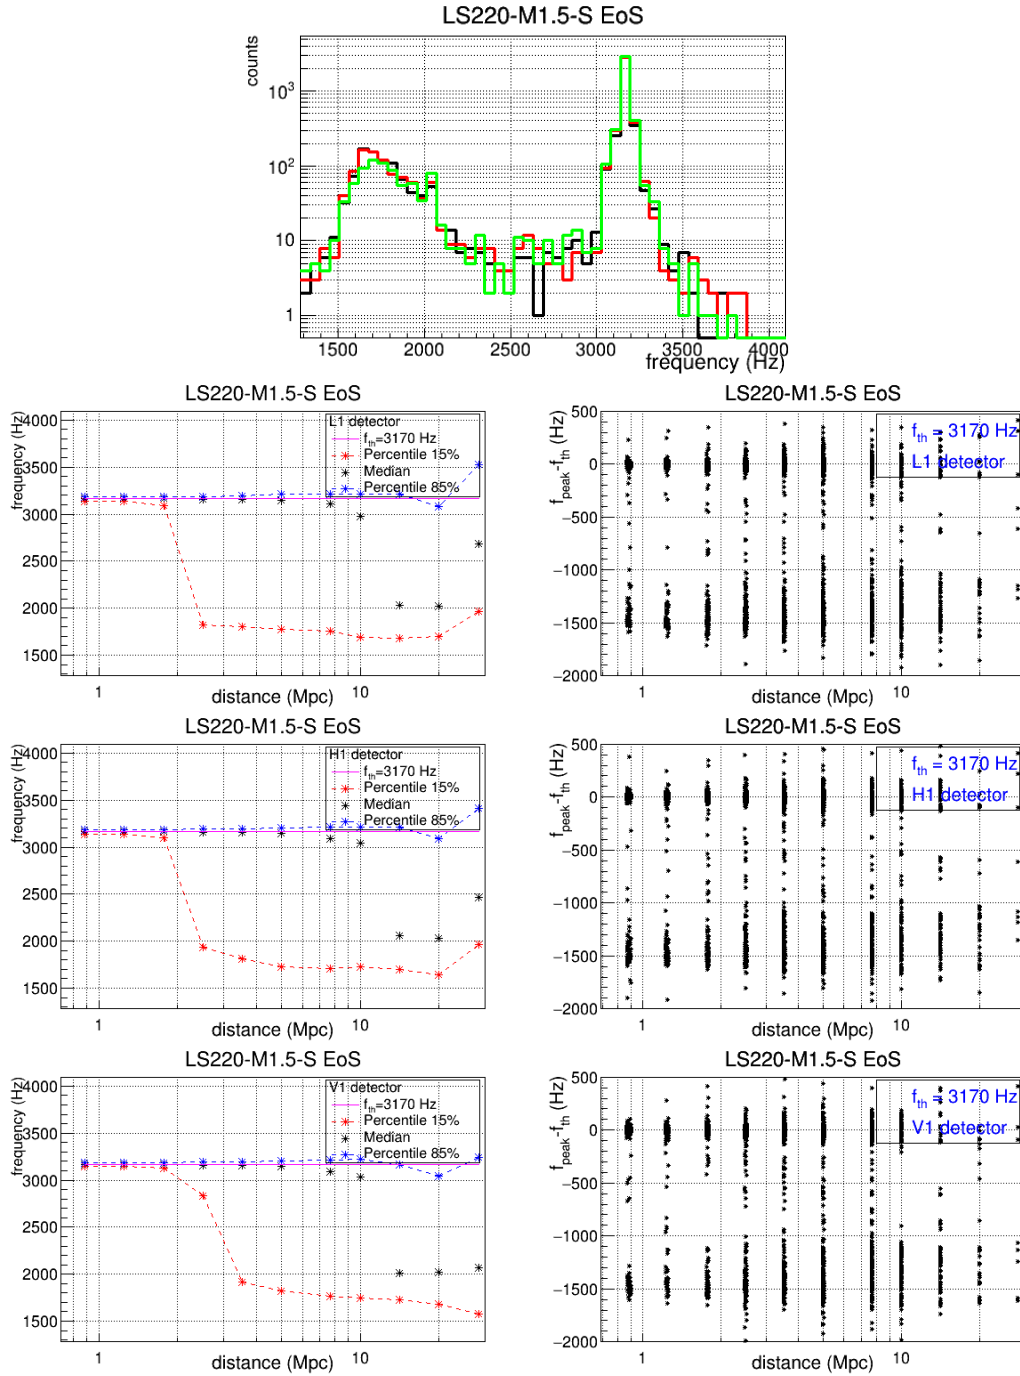 LS220-M1.5-S EoS
counts
10³
10²
10
1
1500 2000 2500 3000 3500 4000
frequency (Hz)
LS220-M1.5-S EoS
frequency (Hz)
4000
3500
3000
2500
2000
1500
L1 detector
f_th=3170 Hz
Percentile 15%
Median
Percentile 85%
1 10
distance (Mpc)
LS220-M1.5-S EoS
f_peak-f_th (Hz)
500
0
−500
−1000
−1500
−2000
f_th = 3170 Hz
L1 detector
1 10
distance (Mpc)
LS220-M1.5-S EoS
frequency (Hz)
4000
3500
3000
2500
2000
1500
H1 detector
f_th=3170 Hz
Percentile 15%
Median
Percentile 85%
1 10
distance (Mpc)
LS220-M1.5-S EoS
f_peak-f_th (Hz)
500
0
−500
−1000
−1500
−2000
f_th = 3170 Hz
H1 detector
1 10
distance (Mpc)
LS220-M1.5-S EoS
frequency (Hz)
4000
3500
3000
2500
2000
1500
V1 detector
f_th=3170 Hz
Percentile 15%
Median
Percentile 85%
1 10
distance (Mpc)
LS220-M1.5-S EoS
f_peak-f_th (Hz)
500
0
−500
−1000
−1500
−2000
f_th = 3170 Hz
V1 detector
1 10
distance (Mpc)